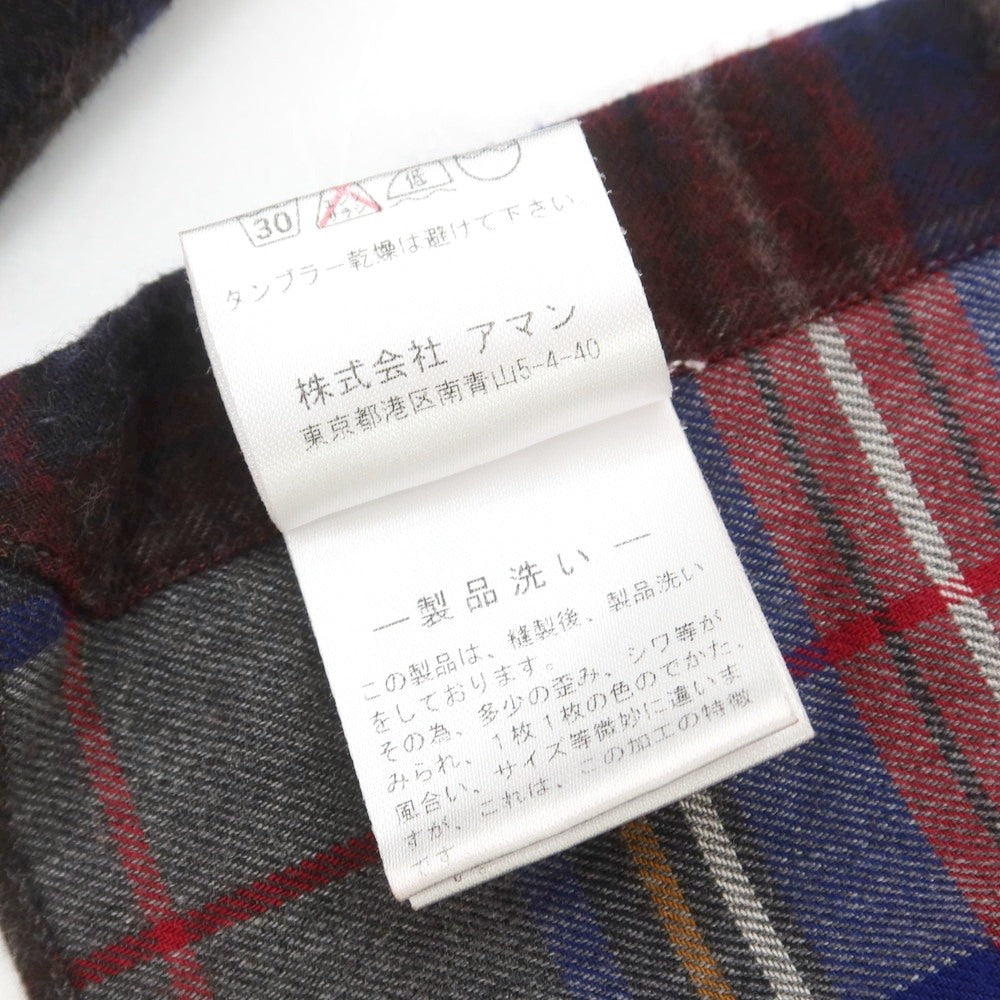 30 低
タンブラー乾燥は避けて下さい。
株式会社 アマン
東京都港区南青山5-4-40
―製品洗い―
この製品は、縫製後、製品洗い
をしております。
その為、多少の歪み、シワ等が
みられ、1枚1枚の色のでかた、
風合い、サイズ等微妙に違いま
すが、これは、この加工の特徴
です。